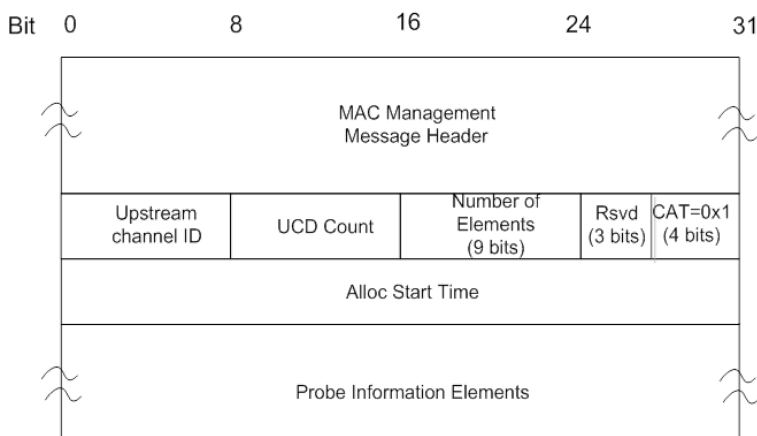 Bit 0 8 16 24 31
MAC Management
Message Header
Upstream
channel ID
UCD Count
Number of
Elements
(9 bits)
Rsvd
(3 bits)
CAT=0x1
(4 bits)
Alloc Start Time
Probe Information Elements